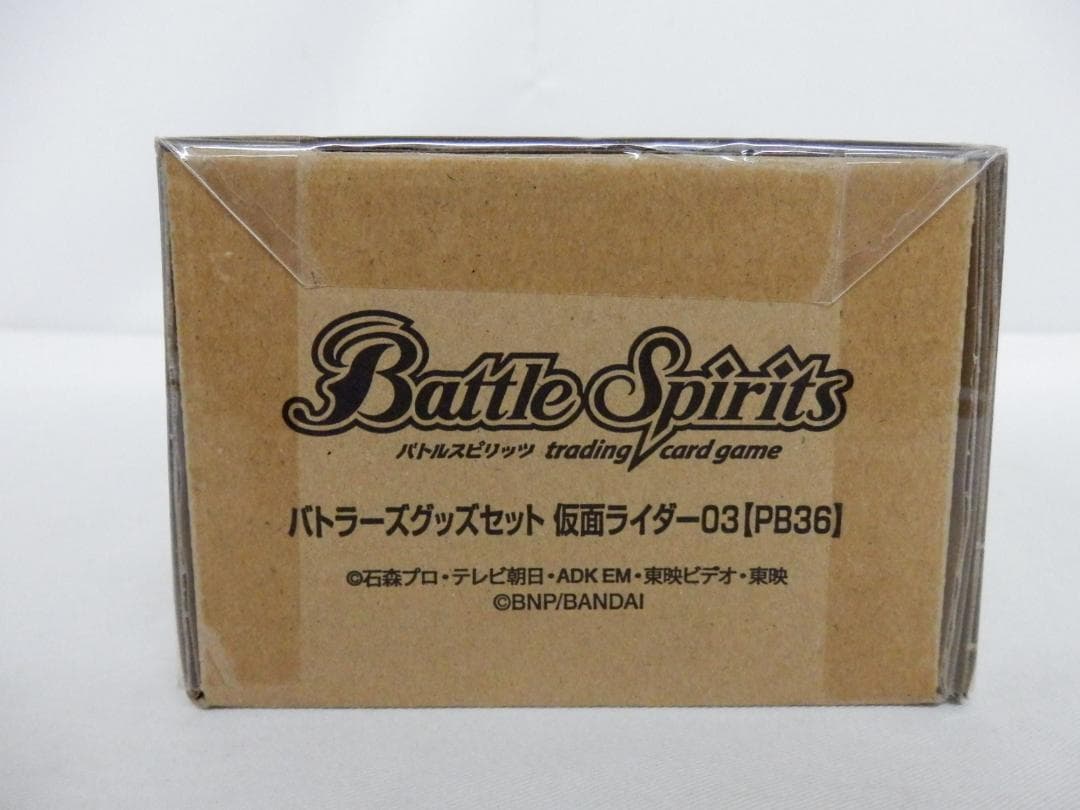 Battle Spirits
バトルスピリッツ trading card game
バトラーズグッズセット 仮面ライダー03【PB36】
©石森プロ・テレビ朝日・ADK EM・東映ビデオ・東映
©BNP/BANDAI